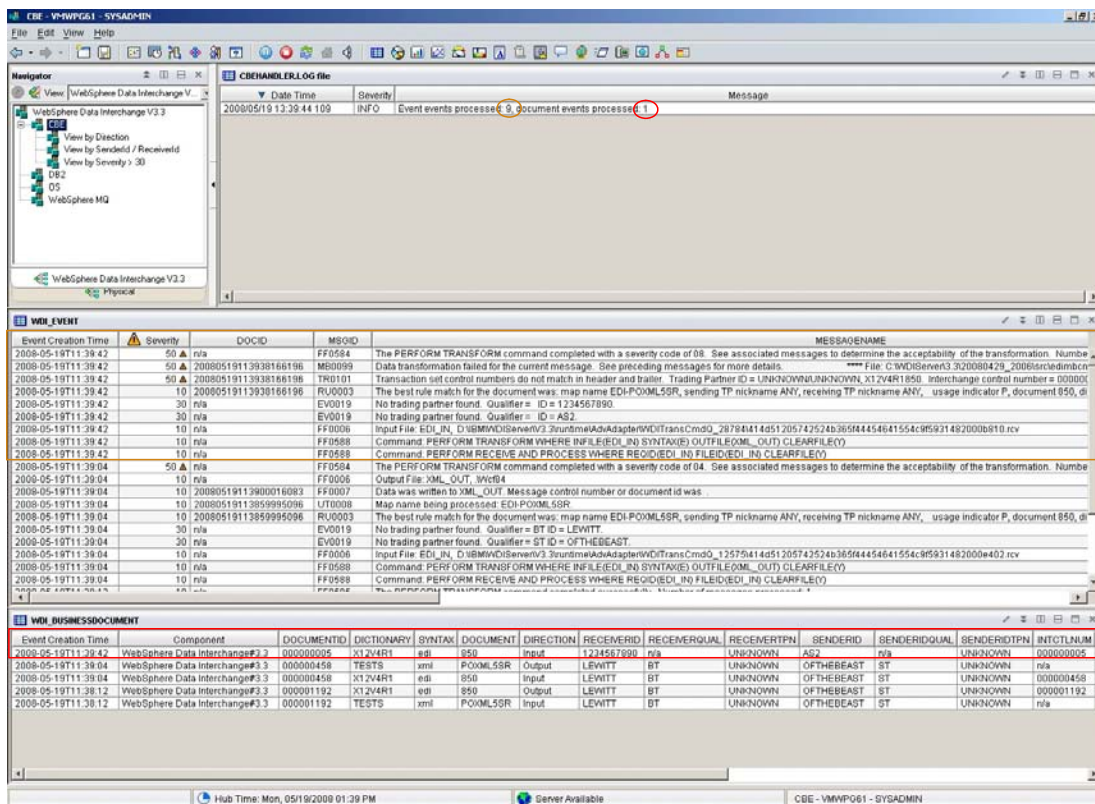 CBE - VMWPG61 - SYSADMIN
File Edit View Help
Navigator
View: WebSphere Data Interchange V...
WebSphere Data Interchange V3.3
CBE
View by Direction
View by SenderId / ReceiverId
View by Severity > 30
DB2
OS
WebSphere MQ
WebSphere Data Interchange V3.3
Physical
CBEHANDLER.LOG file
Date Time Severity Message
2008/05/19 13:39:44 109 INFO Event events processed: 9, document events processed: 1
WDI_EVENT
Event Creation Time Severity DOCID MSGID MESSAGENAME
2008-05-19T11:39:42 50 n/a FF0584 The PERFORM TRANSFORM command completed with a severity code of 08. See associated messages to determine the acceptability of the transformation. Numbe
2008-05-19T11:39:42 50 20080519113938166196 MB0099 Data transformation failed for the current message. See preceding messages for more details. **** File: C:\WDIServer\3.3\20080429_2006\src\edimbcn
2008-05-19T11:39:42 50 20080519113938166196 TR0101 Transaction set control numbers do not match in header and trailer. Trading Partner ID = UNKNOWN/UNKNOWN, X12V4R1850. Interchange control number = 000000
2008-05-19T11:39:42 10 20080519113938166196 RU0003 The best rule match for the document was: map name EDI-POXML5SR, sending TP nickname ANY, receiving TP nickname ANY, usage indicator P, document 850, di
2008-05-19T11:39:42 30 n/a EV0019 No trading partner found. Qualifier = ID = 1234567890.
2008-05-19T11:39:42 30 n/a EV0019 No trading partner found. Qualifier = ID = AS2.
2008-05-19T11:39:42 10 n/a FF0006 Input File: EDI_IN,
2008-05-19T11:39:42 10 n/a FF0588 Command: PERFORM TRANSFORM WHERE INFILE(EDI_IN) SYNTAX(E) OUTFILE(XML_OUT) CLEARFILE(Y)
2008-05-19T11:39:42 10 n/a FF0588 Command: PERFORM RECEIVE AND PROCESS WHERE REQID(EDI_IN) FILEID(EDI_IN) CLEARFILE(Y)
2008-05-19T11:39:04 50 n/a FF0584 The PERFORM TRANSFORM command completed with a severity code of 04. See associated messages to determine the acceptability of the transformation. Numbe
2008-05-19T11:39:04 10 n/a FF0006 Output File: XML_OUT,
2008-05-19T11:39:04 10 20080519113900016083 FF0007 Data was written to XML_OUT. Message control number or document id was .
2008-05-19T11:39:04 10 20080519113859995096 UT0008 Map name being processed: EDI-POXML5SR
2008-05-19T11:39:04 10 20080519113859995096 RU0003 The best rule match for the document was: map name EDI-POXML5SR, sending TP nickname ANY, receiving TP nickname ANY, usage indicator P, document 850, di
2008-05-19T11:39:04 30 n/a EV0019 No trading partner found. Qualifier = BT ID = LEWITT.
2008-05-19T11:39:04 30 n/a EV0019 No trading partner found. Qualifier = ST ID = OFTHEBEAST.
2008-05-19T11:39:04 10 n/a FF0006 Input File: EDI_IN,
2008-05-19T11:39:04 10 n/a FF0588 Command: PERFORM TRANSFORM WHERE INFILE(EDI_IN) SYNTAX(E) OUTFILE(XML_OUT) CLEARFILE(Y)
2008-05-19T11:39:04 10 n/a FF0588 Command: PERFORM RECEIVE AND PROCESS WHERE REQID(EDI_IN) FILEID(EDI_IN) CLEARFILE(Y)
WDI_BUSINESSDOCUMENT
Event Creation Time Component DOCUMENTID DICTIONARY SYNTAX DOCUMENT DIRECTION RECEIVERID RECEIVERQUAL RECEIVERTPN SENDERID SENDERIDQUAL SENDERIDTPN INTCTLNUM
2008-05-19T11:39:42 WebSphere Data Interchange#3.3 000000005 X12V4R1 edi 850 Input 1234567890 n/a UNKNOWN AS2 n/a UNKNOWN 000000005
2008-05-19T11:39:04 WebSphere Data Interchange#3.3 000000458 TESTS xml POXML5SR Output LEWITT BT UNKNOWN OFTHEBEAST ST UNKNOWN n/a
2008-05-19T11:39:04 WebSphere Data Interchange#3.3 000000458 X12V4R1 edi 850 Input LEWITT BT UNKNOWN OFTHEBEAST ST UNKNOWN 000000458
2008-05-19T11:38:12 WebSphere Data Interchange#3.3 000001192 X12V4R1 edi 850 Output LEWITT BT UNKNOWN OFTHEBEAST ST UNKNOWN 000001192
2008-05-19T11:38:12 WebSphere Data Interchange#3.3 000001192 TESTS xml POXML5SR Input LEWITT BT UNKNOWN OFTHEBEAST ST UNKNOWN n/a
Hub Time: Mon, 05/19/2008 01:39 PM Server Available CBE - VMWPG61 - SYSADMIN